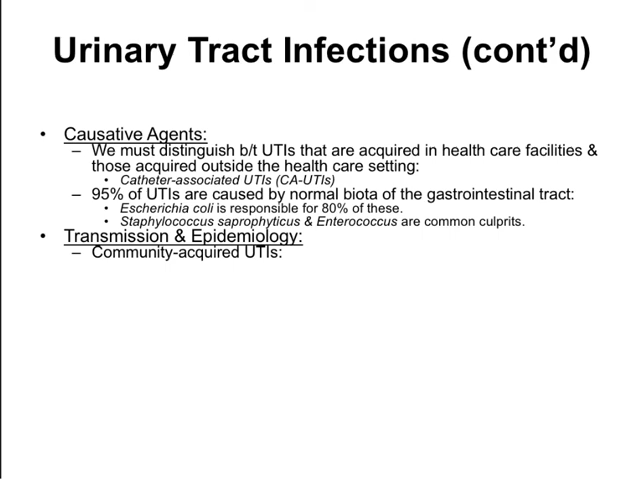 Urinary Tract Infections (cont’d)
• Causative Agents:
– We must distinguish b/t UTIs that are acquired in health care facilities &
those acquired outside the health care setting:
• Catheter-associated UTIs (CA-UTIs)
– 95% of UTIs are caused by normal biota of the gastrointestinal tract:
• Escherichia coli is responsible for 80% of these.
• Staphylococcus saprophyticus & Enterococcus are common culprits.
• Transmission & Epidemiology:
– Community-acquired UTIs: